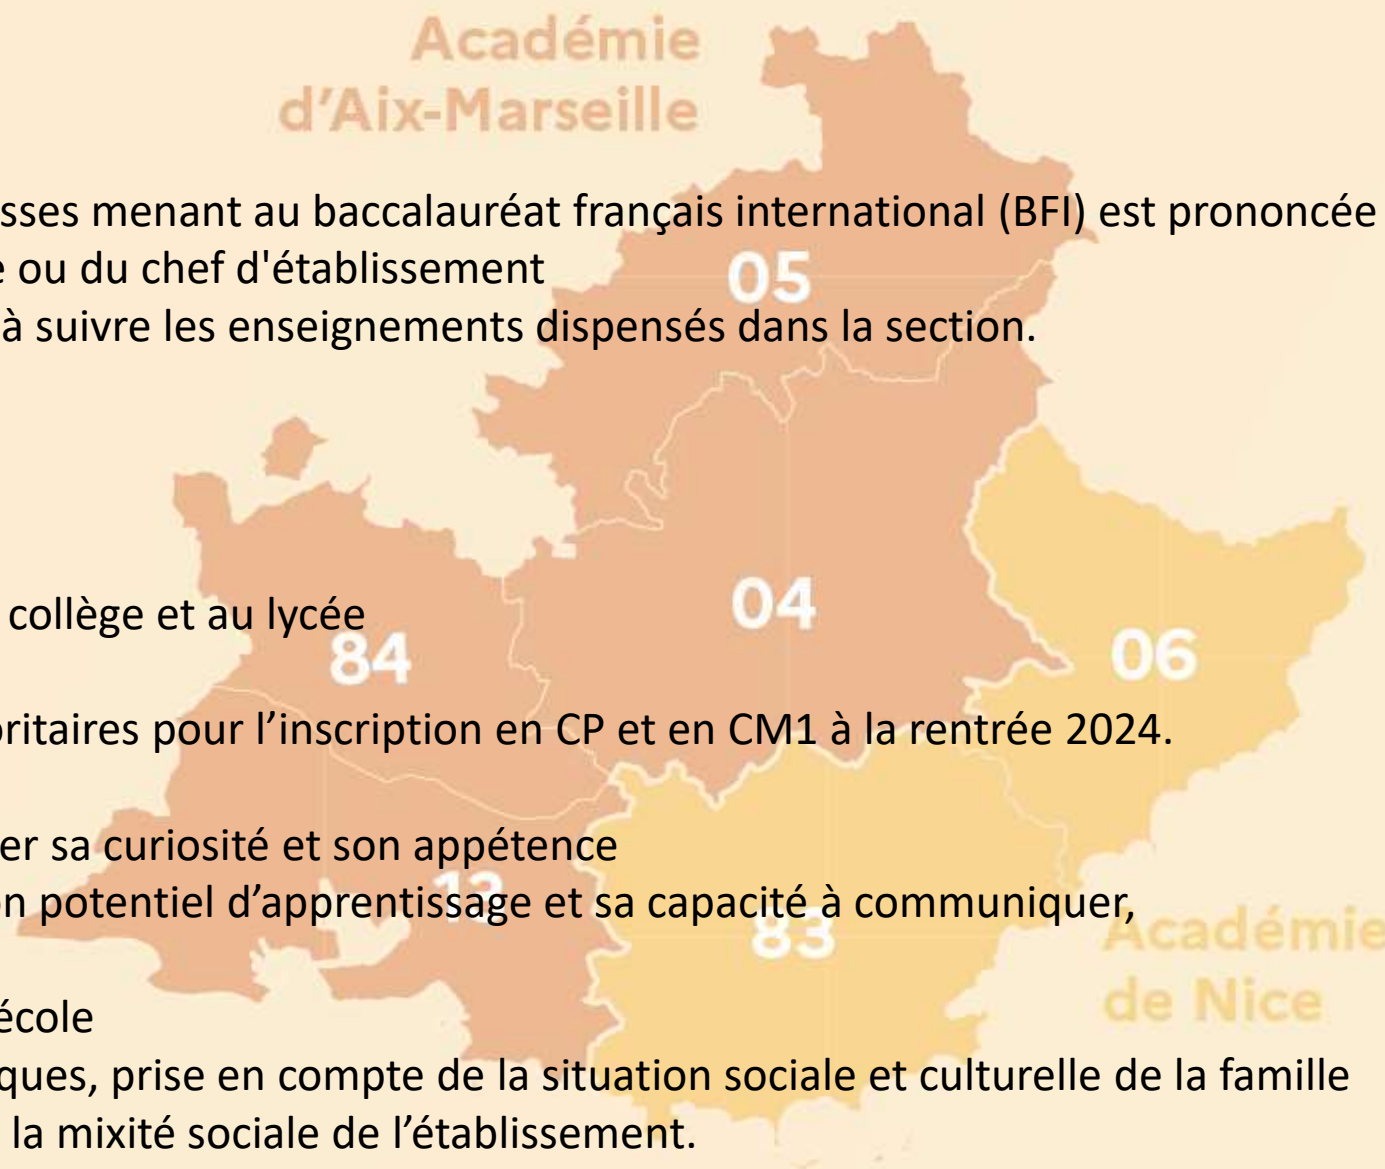 Académie
d'Aix-Marseille
sses menant au baccalauréat français international (BFI) est prononcée
e ou du chef d'établissement
05
à suivre les enseignements dispensés dans la section.
04
collège et au lycée
84
06
oritaires pour l’inscription en CP et en CM1 à la rentrée 2024.
er sa curiosité et son appétence
13
on potentiel d’apprentissage et sa capacité à communiquer,
83
Académie
de Nice
école
iques, prise en compte de la situation sociale et culturelle de la famille
la mixité sociale de l’établissement.